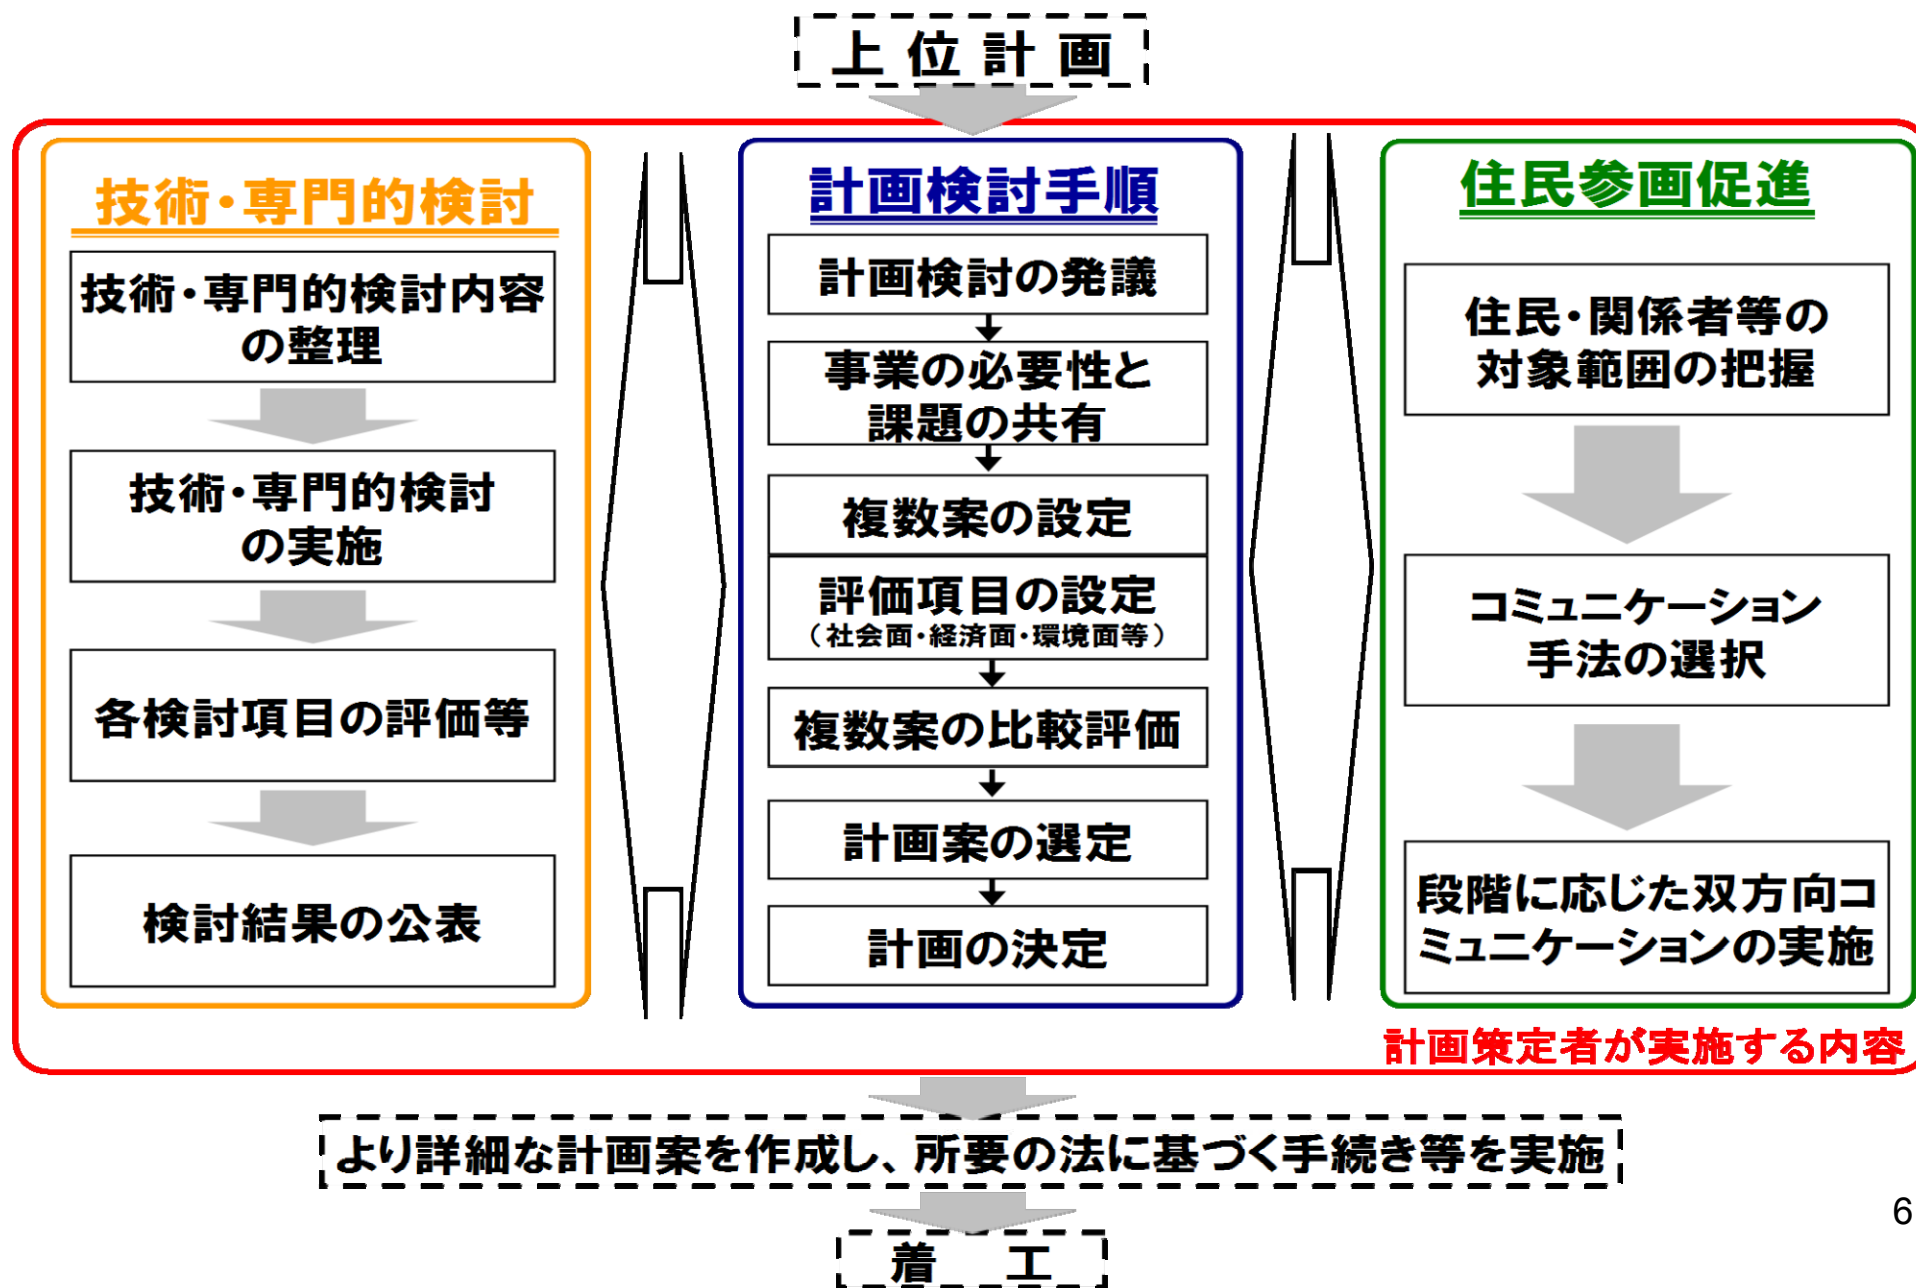 上位計画
技術・専門的検討
技術・専門的検討内容
の整理
技術・専門的検討
の実施
各検討項目の評価等
検討結果の公表
計画検討手順
計画検討の発議
事業の必要性と
課題の共有
複数案の設定
評価項目の設定
（社会面・経済面・環境面等）
複数案の比較評価
計画案の選定
計画の決定
住民参画促進
住民・関係者等の
対象範囲の把握
コミュニケーション
手法の選択
段階に応じた双方向コ
ミュニケーションの実施
計画策定者が実施する内容
より詳細な計画案を作成し、所要の法に基づく手続き等を実施
着　工
6